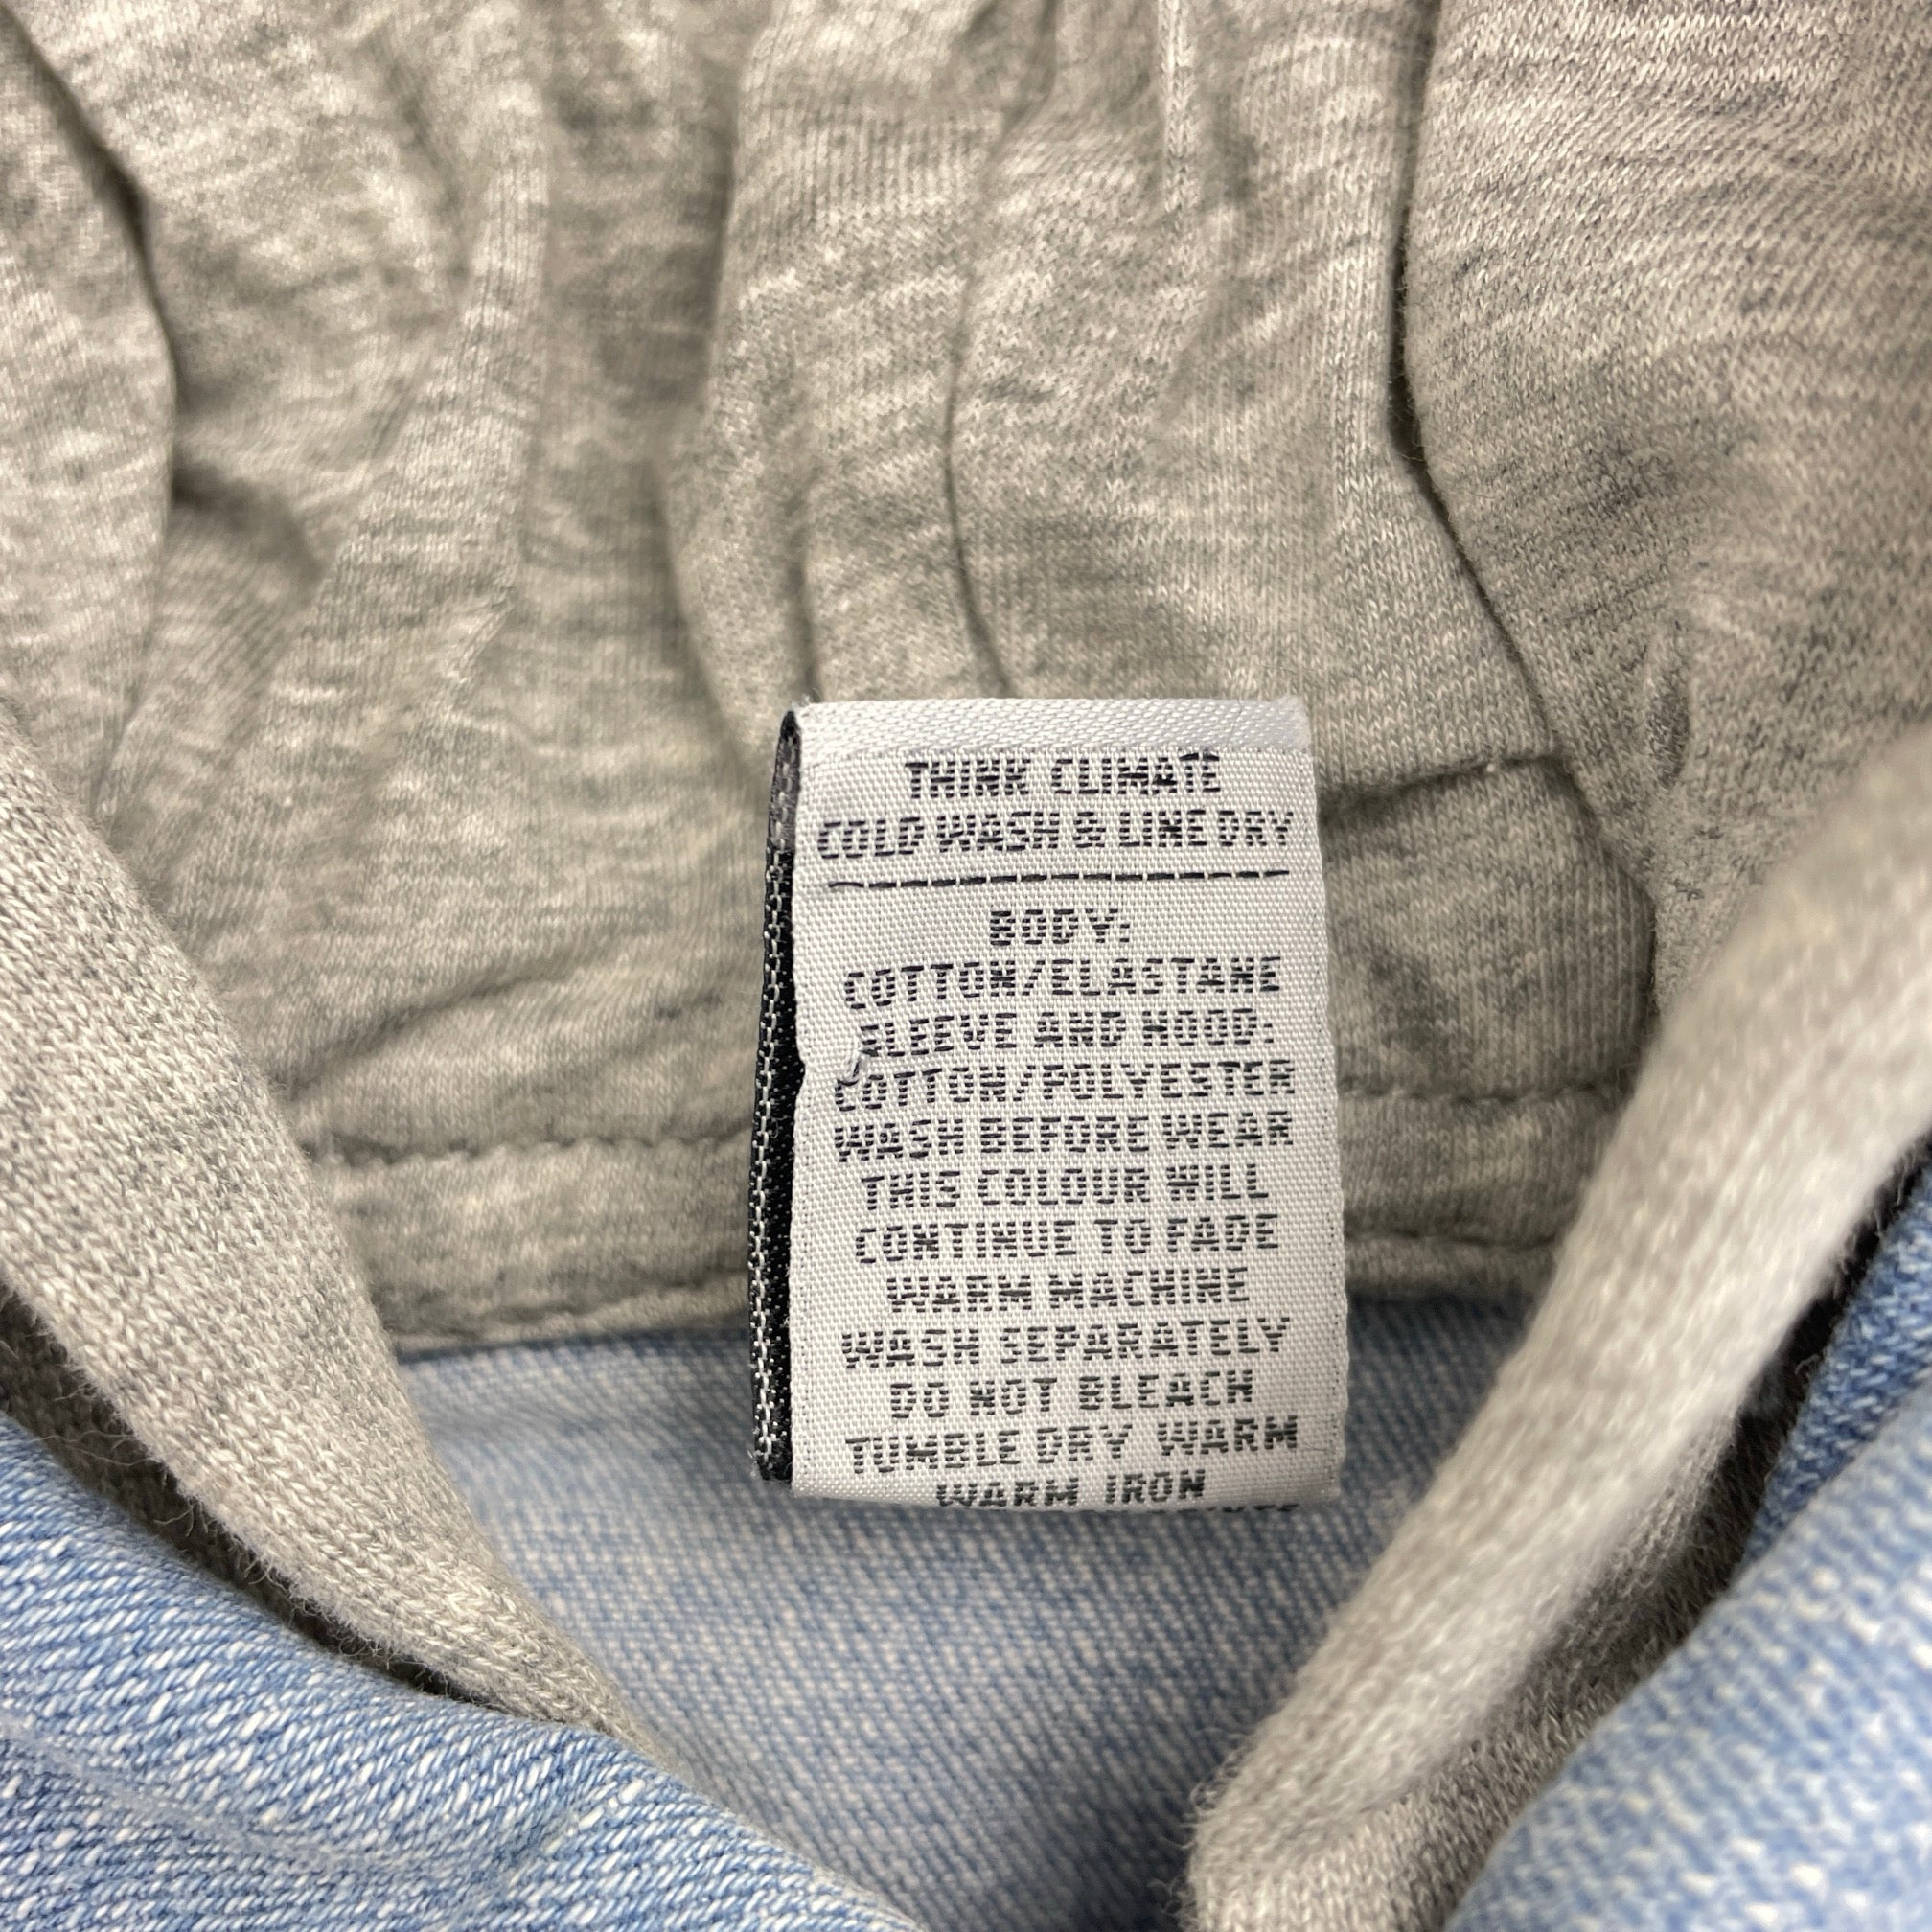 THINK CLIMATE
COLD WASH & LINE DRY
BODY:
COTTON/ELASTANE
SLEEVE AND HOOD:
COTTON/POLYESTER
WASH BEFORE WEAR
THIS COLOUR WILL
CONTINUE TO FADE
WARM MACHINE
WASH SEPARATELY
DO NOT BLEACH
TUMBLE DRY WARM
WARM IRON